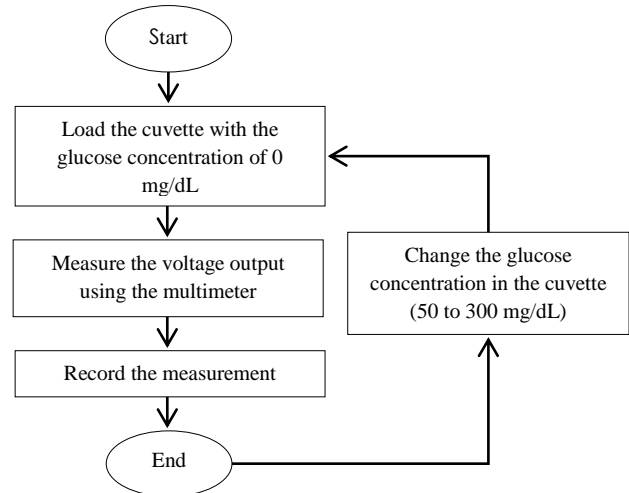 Start
Load the cuvette with the
glucose concentration of 0
mg/dL
Measure the voltage output
using the multimeter
Change the glucose
concentration in the cuvette
(50 to 300 mg/dL)
Record the measurement
End